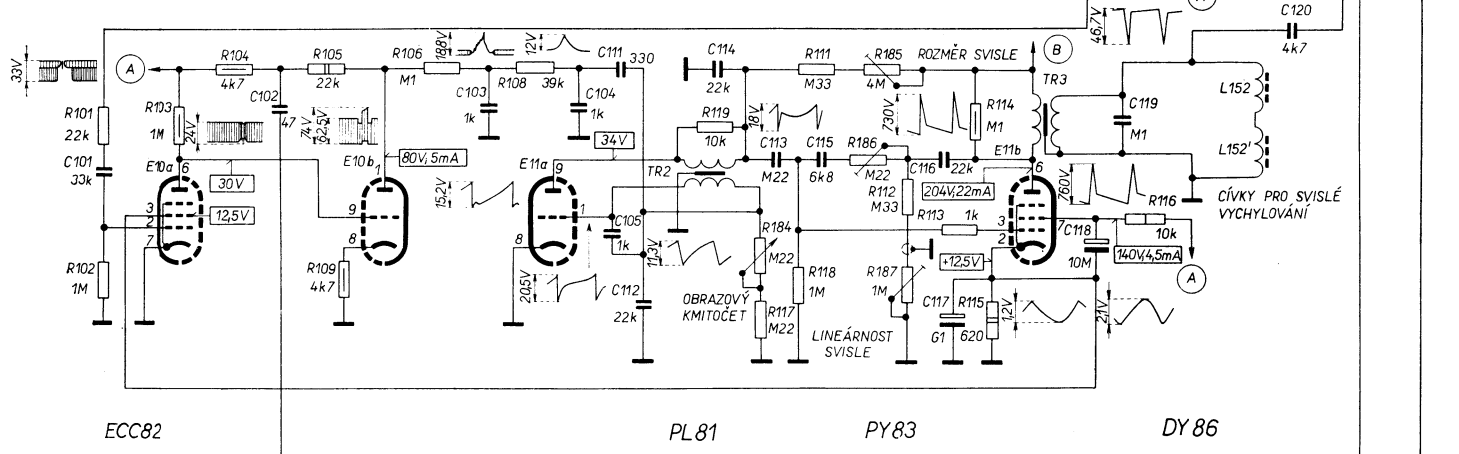 33V
A
R101
22k
C101
33k
R102
1M
R103
1M
24V
E10a
6
30V
3
2
7
12,5V
R104
4k7
C102
47
R105
22k
74V
62,5V
E10b
1
80V,5mA
9
8
R109
4k7
R106
M1
18,8V
C103
1k
R108
39k
12V
C104
1k
C111
330
34V
15,2V
E11a
9
1
8
20,5V
C105
1k
C112
22k
11,3V
C114
22k
R119
10k
TR2
18V
C113
M22
R184
M22
OBRAZOVÝ
KMITOČET
R117
M22
R111
M33
R185
4M
ROZMĚR SVISLE
C115
6k8
R186
M22
730V
R114
M1
C116
22k
R112
M33
204V,22mA
R113
1k
R118
1M
R187
1M
LINEÁRNOST
SVISLE
B
TR3
E11b
6
3
2
7
+12,5V
C117
G1
R115
620
1,2V
C118
10M
140V,4,5mA
R116
10k
A
2,1V
760V
46,7V
C119
M1
C120
4k7
L152
L152'
CÍVKY PRO SVISLÉ
VYCHYLOVÁNÍ
ECC82
PL81
PY83
DY86